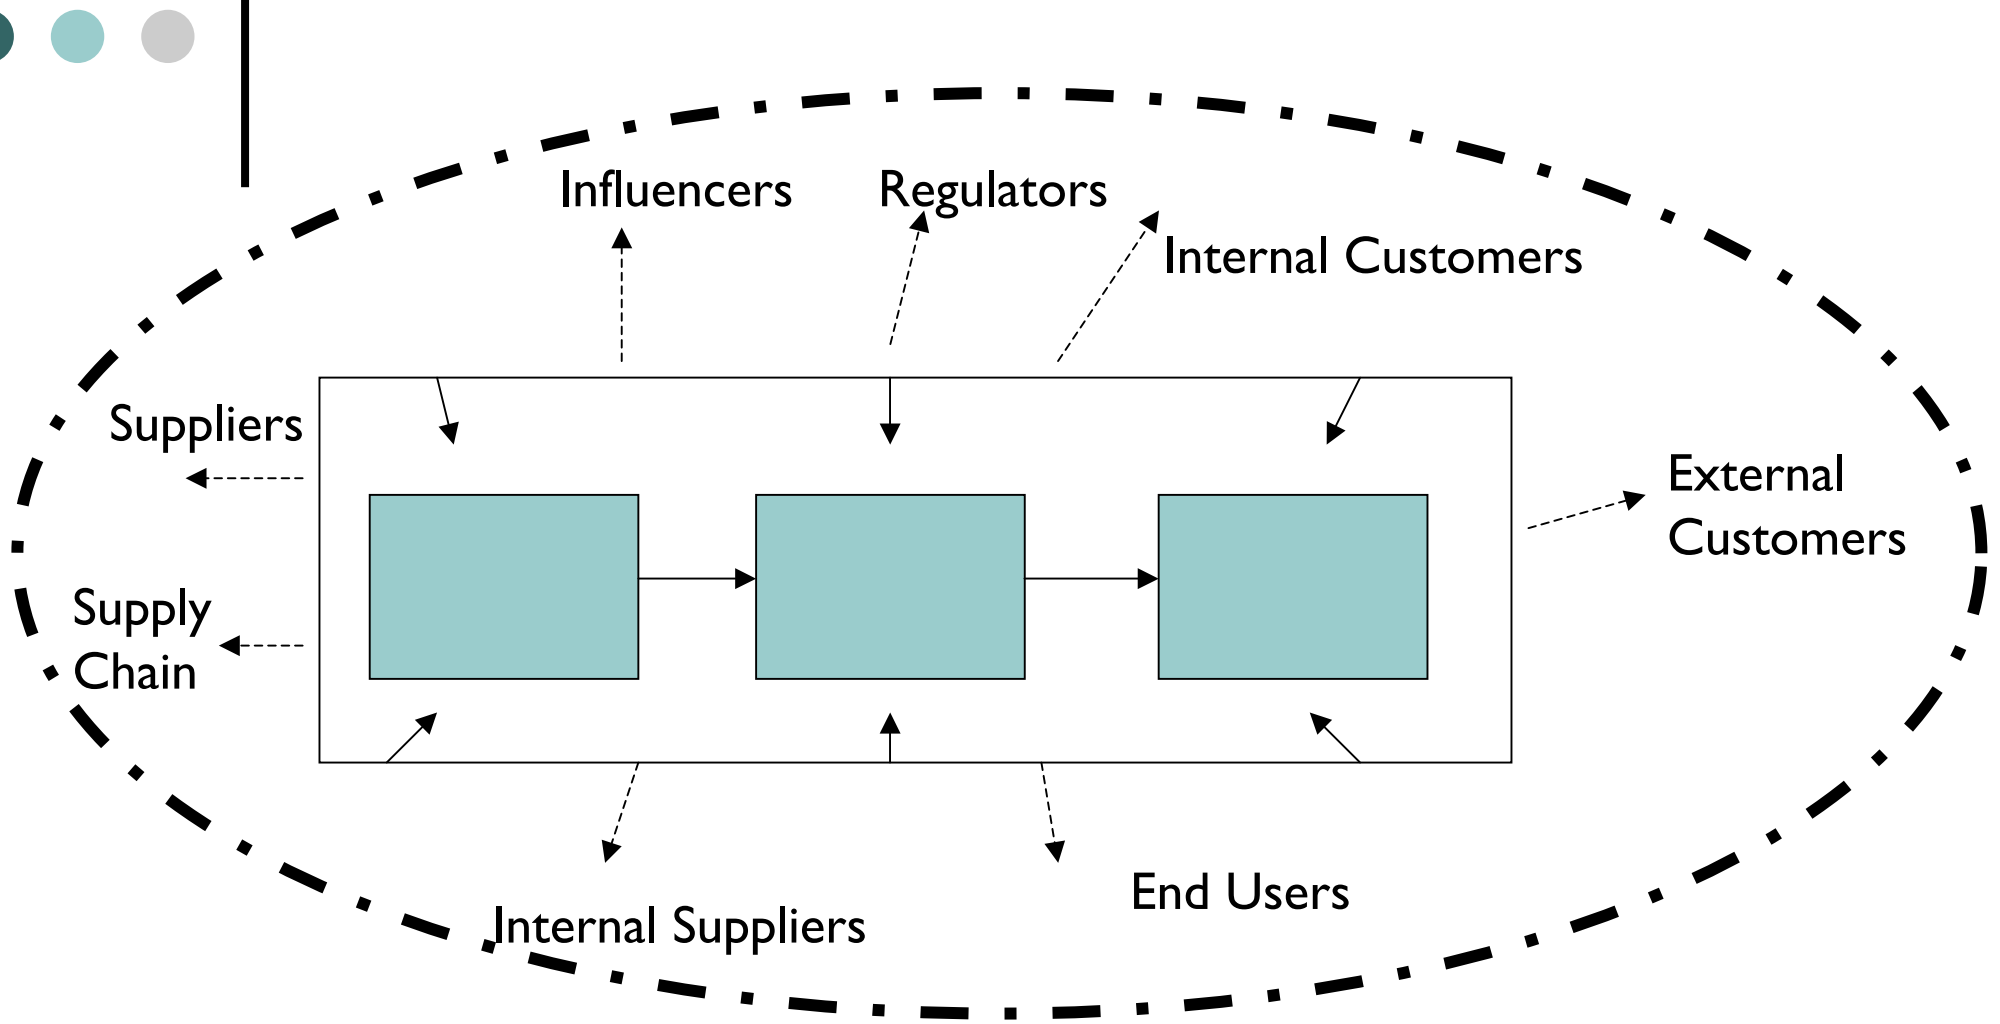 Influencers
Regulators
Internal Customers
Suppliers
External
Customers
Supply
Chain
End Users
Internal Suppliers